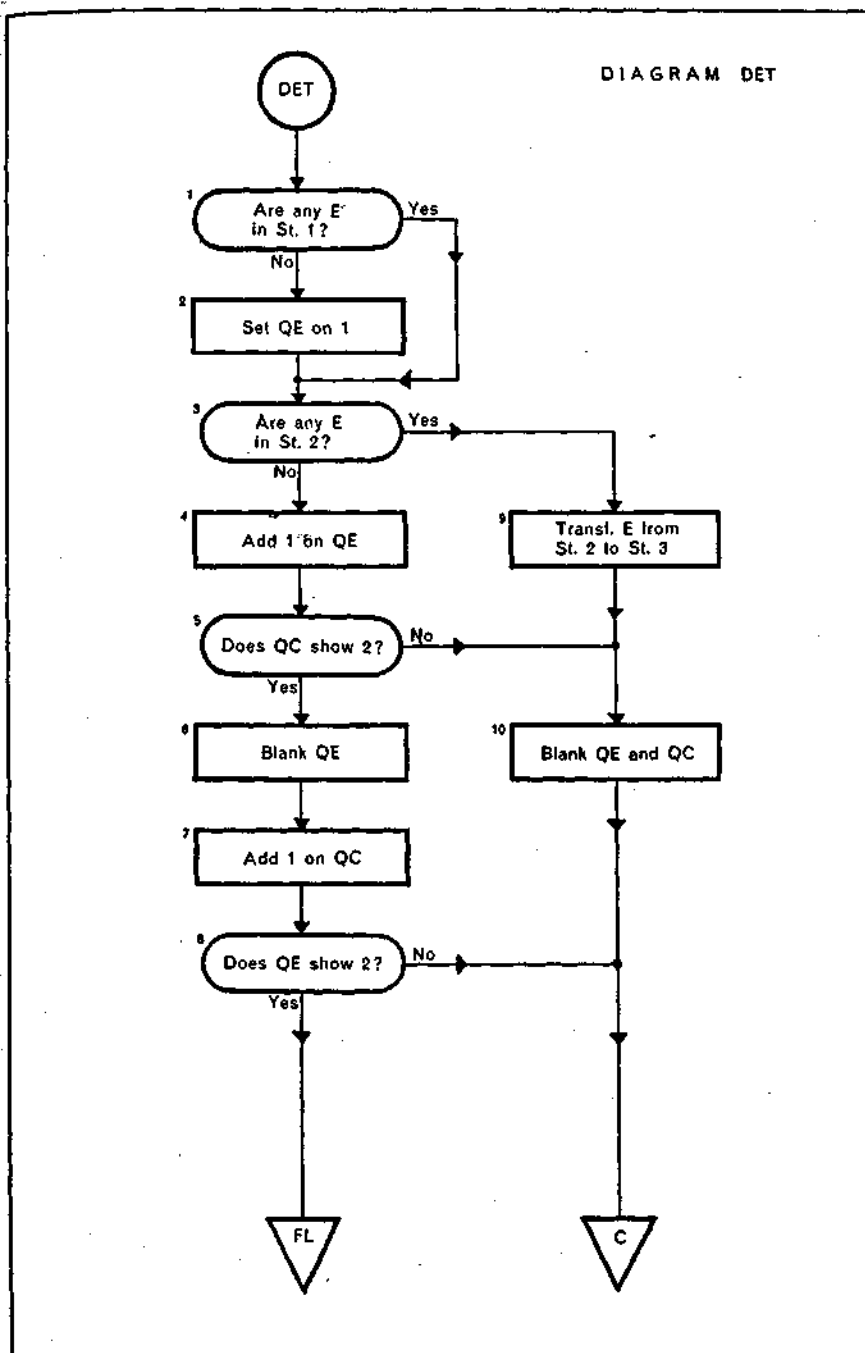 DIAGRAM DET
DET
1
Are any E
in St. 1?
Yes
No
2
Set QE on 1
3
Are any E
in St. 2?
Yes
No
4
Add 1 on QE
9
Transf. E from
St. 2 to St. 3
5
Does QC show 2?
No
Yes
6
Blank QE
10
Blank QE and QC
7
Add 1 on QC
8
Does QE show 2?
No
Yes
FL
C